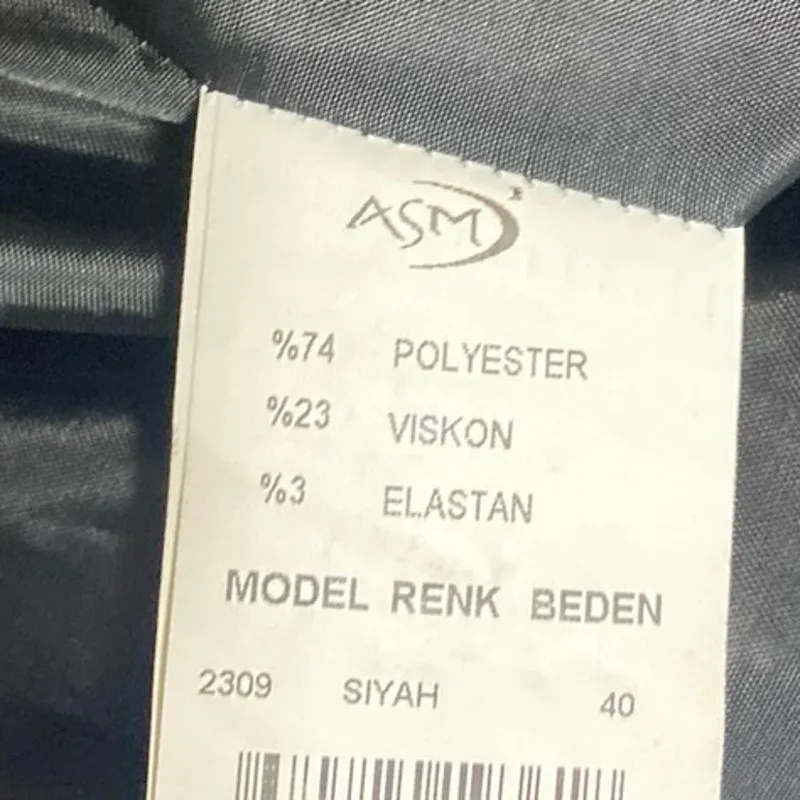 ASM
%74 POLYESTER
%23 VISKON
%3 ELASTAN
MODEL RENK BEDEN
2309 SIYAH 40